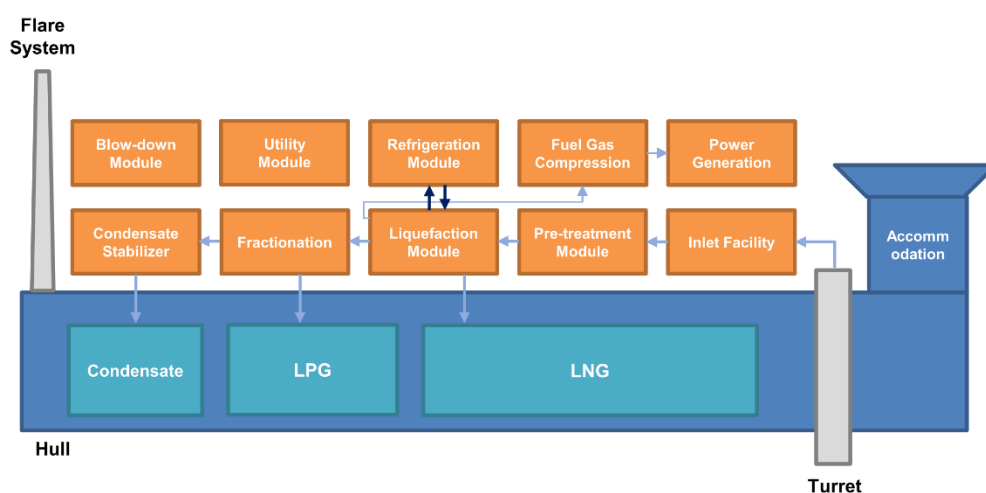 Flare
System
Blow-down
Module
Utility
Module
Refrigeration
Module
Fuel Gas
Compression
Power
Generation
Condensate
Stabilizer
Fractionation
Liquefaction
Module
Pre-treatment
Module
Inlet Facility
Accomm
odation
Condensate
LPG
LNG
Hull
Turret